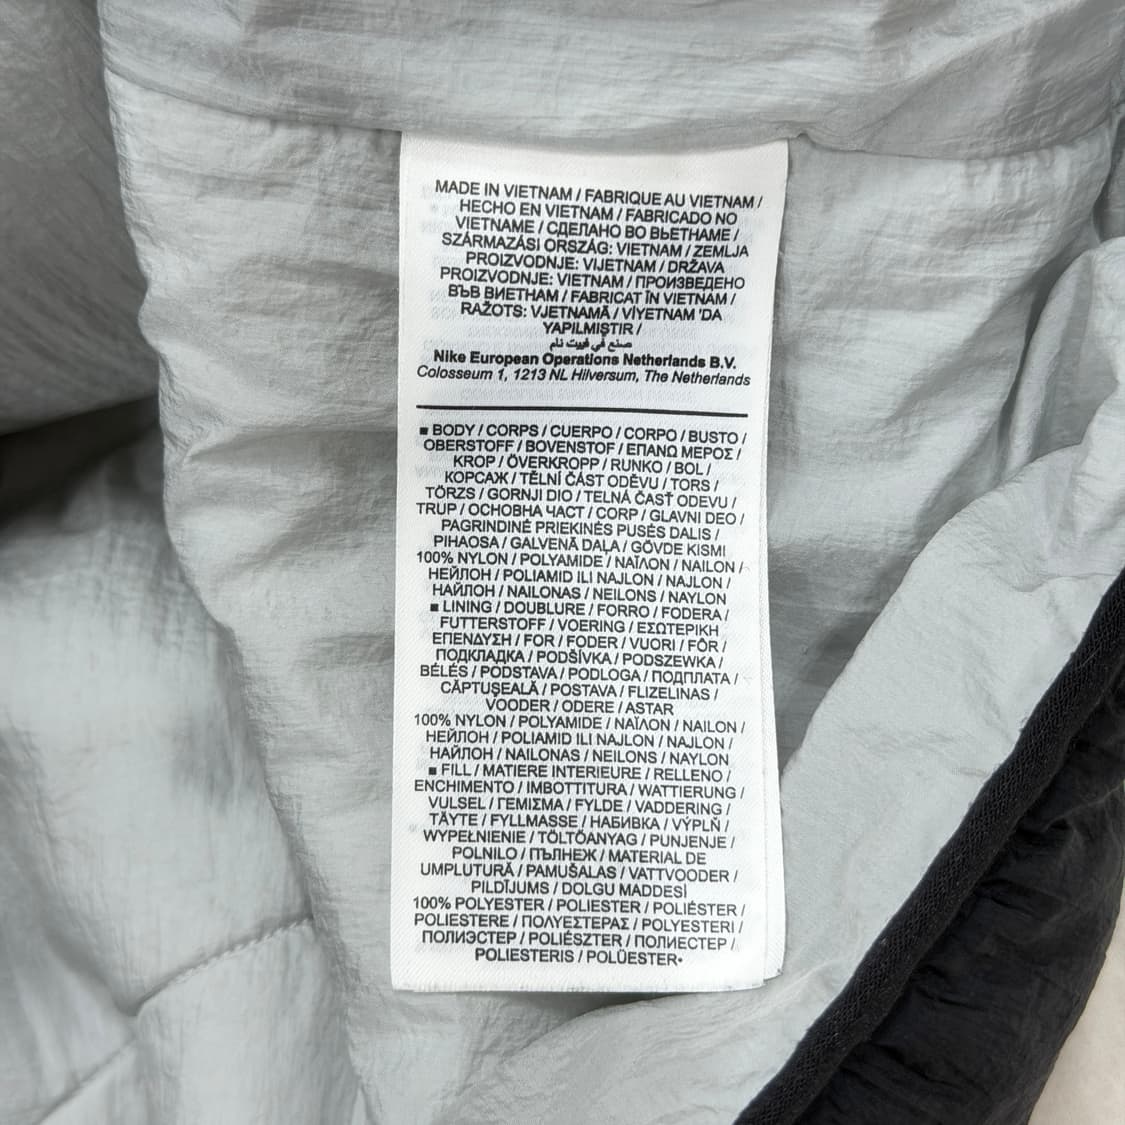 MADE IN VIETNAM / FABRIQUE AU VIETNAM /
HECHO EN VIETNAM / FABRICADO NO
VIETNAME / СДЕЛАНО ВО ВЬЕТНАМЕ /
SZÁRMAZÁSI ORSZÁG: VIETNAM / ZEMLJA
PROIZVODNJE: VIJETNAM / DRŽAVA
PROIZVODNJE: VIETNAM / ПРОИЗВЕДЕНО
ВЪВ ВИЕТНАМ / FABRICAT ÎN VIETNAM /
RAŽOTS: VJETNAMĀ / VİYETNAM 'DA
YAPILMIŞTIR /
صنع في فييت نام
Nike European Operations Netherlands B.V.
Colosseum 1, 1213 NL Hilversum, The Netherlands
■ BODY / CORPS / CUERPO / CORPO / BUSTO /
OBERSTOFF / BOVENSTOF / ΕΠΑΝΩ ΜΕΡΟΣ /
KROP / ÖVERKROPP / RUNKO / BOL /
КОРСАЖ / TĚLNÍ ČÁST ODĚVU / TORS /
TÖRZS / GORNJI DIO / TELNÁ ČASŤ ODEVU /
TRUP / ОСНОВНА ЧАСТ / CORP / GLAVNI DEO /
PAGRINDINĖ PRIEKINĖS PUSĖS DALIS /
PIHAOSA / GALVENĀ DAĻA / GÖVDE KISMI
100% NYLON / POLYAMIDE / ΝΑΪΛΟΝ / NAILON /
НЕЙЛОН / POLIAMID ILI NAJLON / NAJLON /
НАЙЛОН / NAILONAS / NEILONS / NAYLON
■ LINING / DOUBLURE / FORRO / FODERA /
FUTTERSTOFF / VOERING / ΕΣΩΤΕΡΙΚΗ
ΕΠΕΝΔΥΣΗ / FOR / FODER / VUORI / FÔR /
ПОДКЛАДКА / PODŠÍVKA / PODSZEWKA /
BÉLÉS / PODSTAVA / PODLOGA / ПОДПЛАТА /
CĂPTUȘEALĂ / POSTAVA / FLIZELINAS /
VOODER / ODERE / ASTAR
100% NYLON / POLYAMIDE / ΝΑΪΛΟΝ / NAILON /
НЕЙЛОН / POLIAMID ILI NAJLON / NAJLON /
НАЙЛОН / NAILONAS / NEILONS / NAYLON
■ FILL / MATIERE INTERIEURE / RELLENO /
ENCHIMENTO / IMBOTTITURA / WATTIERUNG /
VULSEL / ΓΕΜΙΣΜΑ / FYLDE / VADDERING /
TÄYTE / FYLLMASSE / НАБИВКА / VÝPLŇ /
WYPEŁNIENIE / TÖLTŐANYAG / PUNJENJE /
POLNILO / ПЪЛНЕЖ / MATERIAL DE
UMPLUTURĂ / PAMUŠALAS / VATTVOODER /
PILDĪJUMS / DOLGU MADDESİ
100% POLYESTER / POLIESTER / POLIÉSTER /
POLIESTERE / ΠΟΛΥΕΣΤΕΡΑΣ / POLYESTERI /
ПОЛИЭСТЕР / POLIÉSZTER / ПОЛИЕСТЕР /
POLIESTERIS / POLÜESTER•